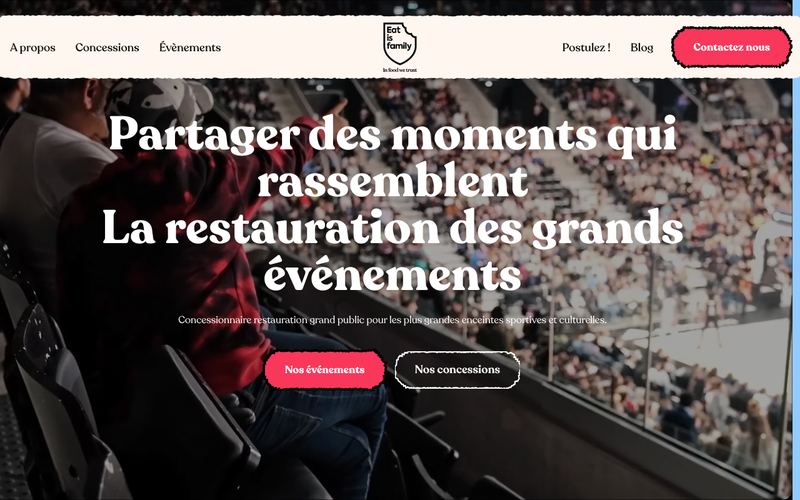 A propos
Concessions
Évènements
Eat
is
family
In food we trust
Postulez !
Blog
Contactez nous
Partager des moments qui
rassemblent
La restauration des grands
événements
Concessionnaire restauration grand public pour les plus grandes enceintes sportives et culturelles.
Nos événements
Nos concessions